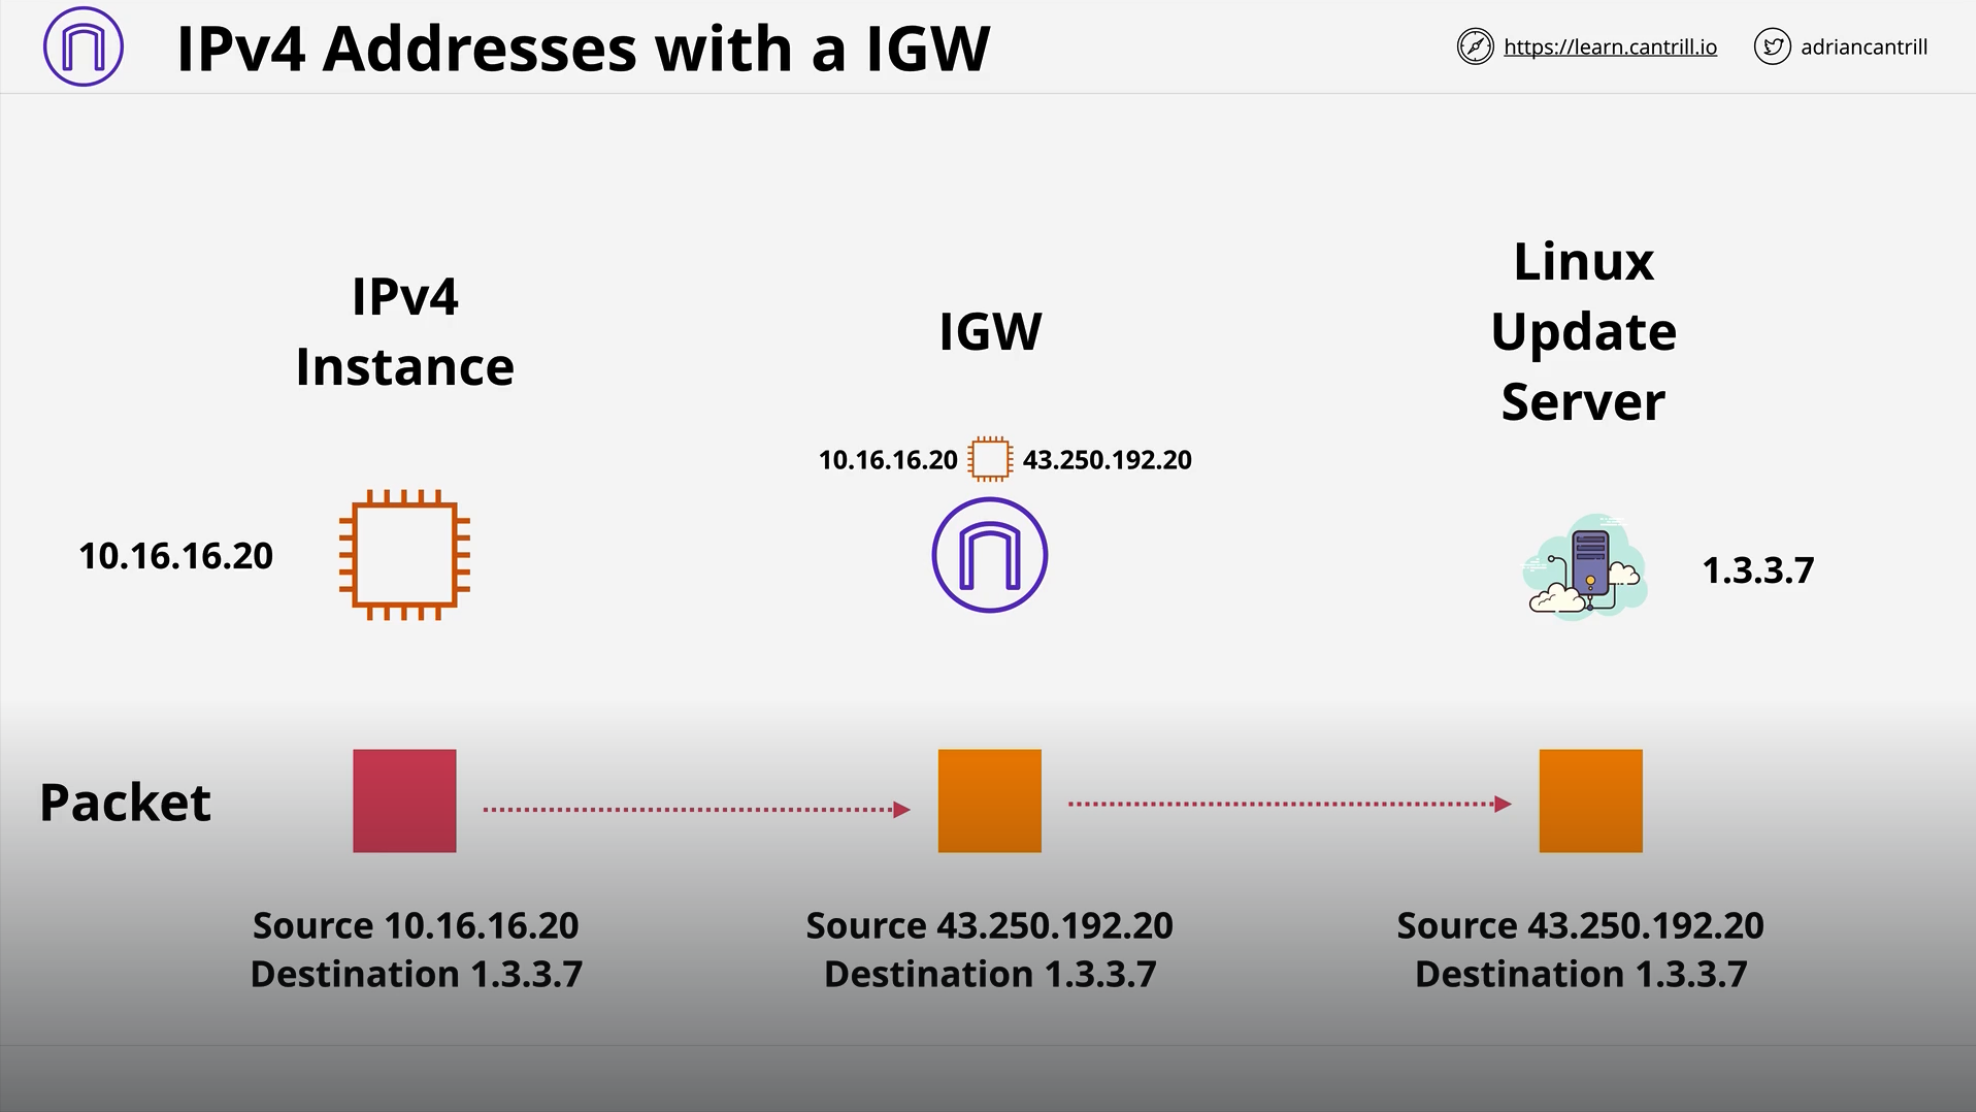 IPv4 Addresses with a IGW
https://learn.cantrill.io
adriancantrill
IPv4
Instance
IGW
Linux
Update
Server
10.16.16.20
43.250.192.20
10.16.16.20
1.3.3.7
Packet
Source 10.16.16.20
Destination 1.3.3.7
Source 43.250.192.20
Destination 1.3.3.7
Source 43.250.192.20
Destination 1.3.3.7